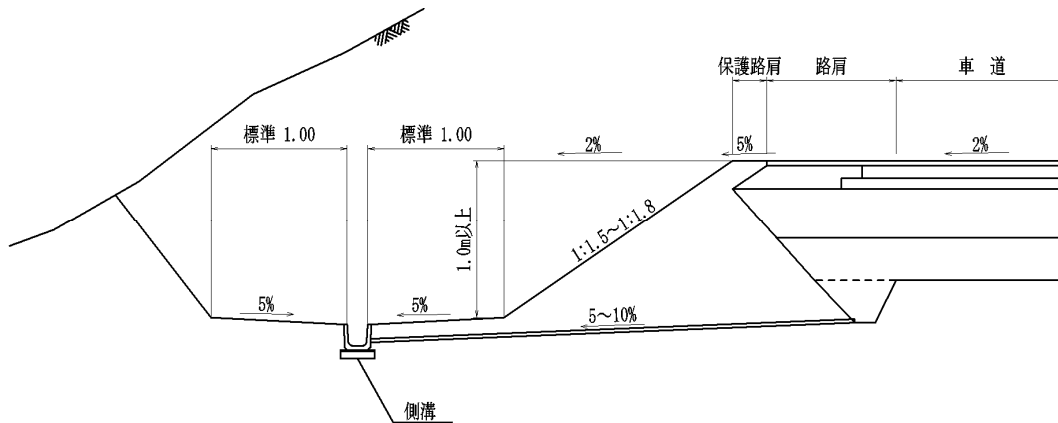 保護路肩 路肩 車 道
標準 1.00 標準 1.00
2% 5% 2%
1.0m以上
1:1.5～1:1.8
5% 5%
5～10%
側溝